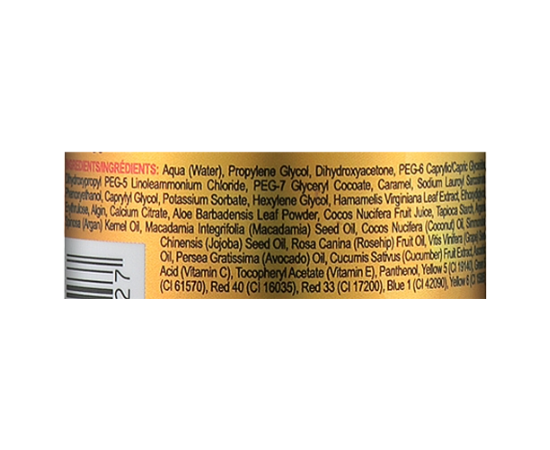 INGREDIENTS/INGRÉDIENTS: Aqua (Water), Propylene Glycol, Dihydroxyacetone, PEG-6 Caprylic/Capric
PEG-5 Linoleammonium Chloride, PEG-7 Glyceryl Cocoate, Caramel, Sodium Lauroyl
Caprylyl Glycol, Potassium Sorbate, Hexylene Glycol, Hamamelis Virginiana Leaf Extract,
Algin, Calcium Citrate, Aloe Barbadensis Leaf Powder, Cocos Nucifera Fruit Juice, Tapioca Starch,
(Argan) Kernel Oil, Macadamia Integrifolia (Macadamia) Seed Oil, Cocos Nucifera (Coconut) Oil,
Chinensis (Jojoba) Seed Oil, Rosa Canina (Rosehip) Fruit Oil, Vitis Vinifera (Grape)
Oil, Persea Gratissima (Avocado) Oil, Cucumis Sativus (Cucumber) Fruit Extract,
Acid (Vitamin C), Tocopheryl Acetate (Vitamin E), Panthenol, Yellow 5 (CI 19140),
(CI 61570), Red 40 (CI 16035), Red 33 (CI 17200), Blue 1 (CI 42090), Yellow 6
27